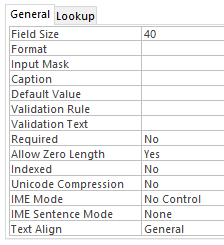 General Lookup
Field Size 40
Format
Input Mask
Caption
Default Value
Validation Rule
Validation Text
Required No
Allow Zero Length Yes
Indexed No
Unicode Compression No
IME Mode No Control
IME Sentence Mode None
Text Align General